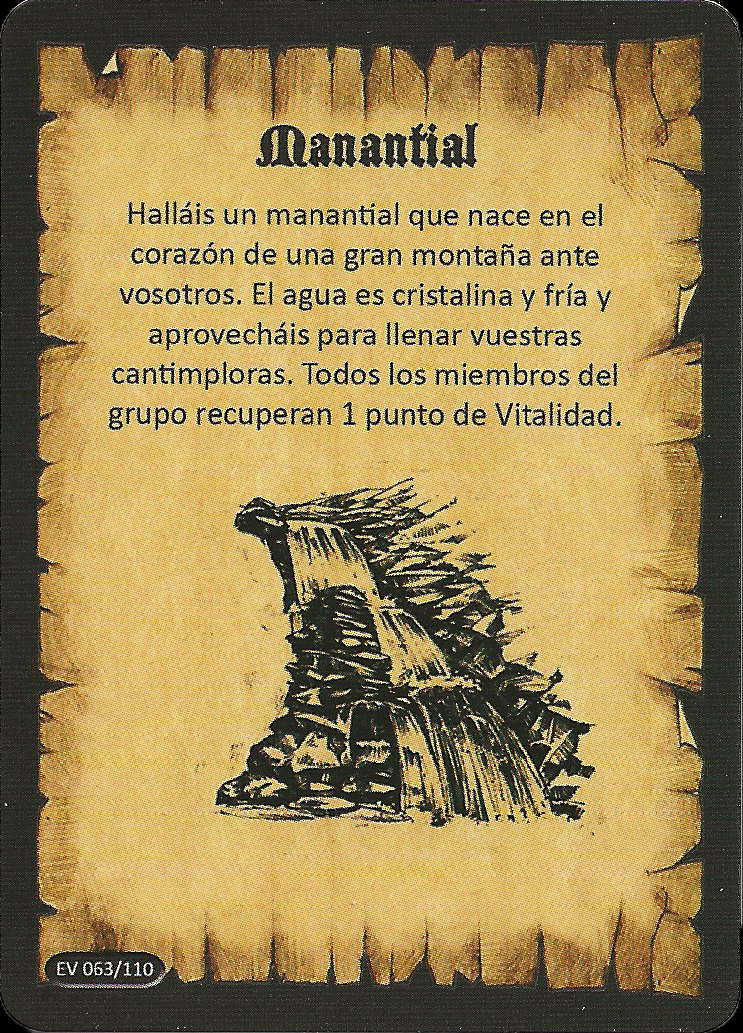 Manantial
Halláis un manantial que nace en el
corazón de una gran montaña ante
vosotros. El agua es cristalina y fría y
aprovecháis para llenar vuestras
cantimploras. Todos los miembros del
grupo recuperan 1 punto de Vitalidad.
EV 063/110